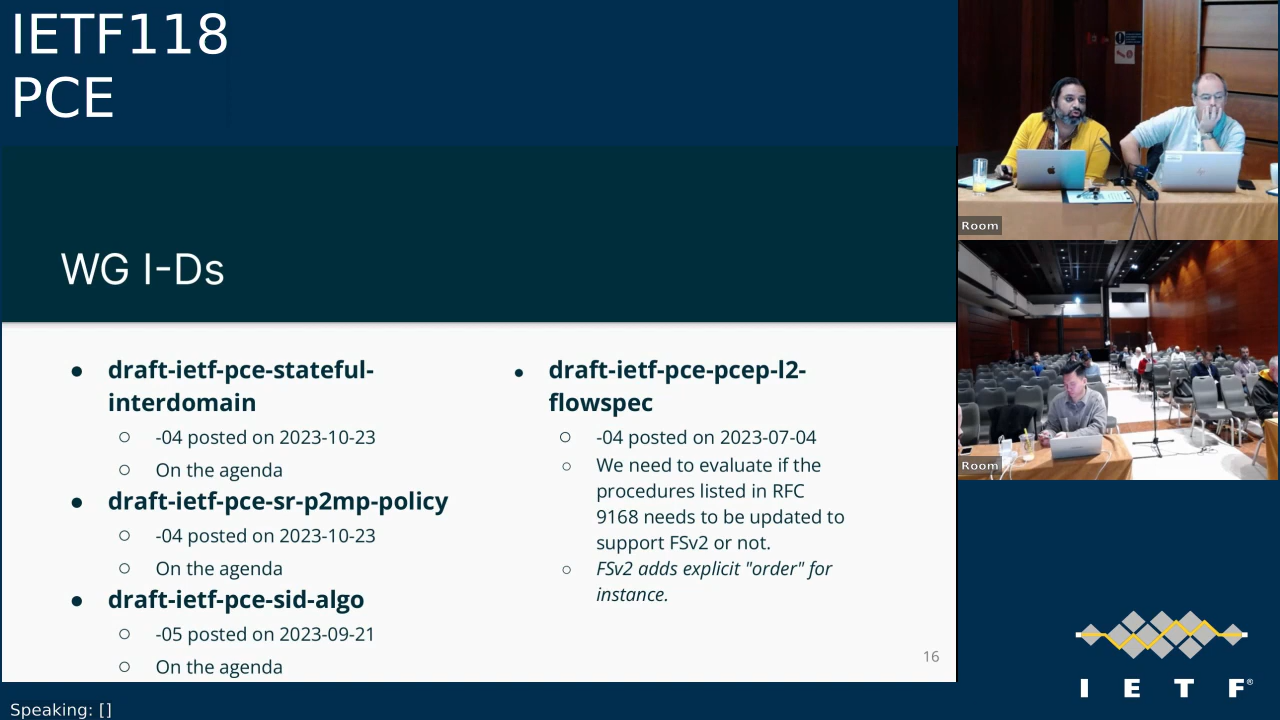 IETF118
PCE
WG I-Ds
● draft-ietf-pce-stateful-
interdomain
○ -04 posted on 2023-10-23
○ On the agenda
● draft-ietf-pce-sr-p2mp-policy
○ -04 posted on 2023-10-23
○ On the agenda
● draft-ietf-pce-sid-algo
○ -05 posted on 2023-09-21
○ On the agenda
● draft-ietf-pce-pcep-l2-
flowspec
○ -04 posted on 2023-07-04
○ We need to evaluate if the
procedures listed in RFC
9168 needs to be updated to
support FSv2 or not.
○ FSv2 adds explicit "order" for
instance.
16
Room
Room
I E T F®
Speaking: []